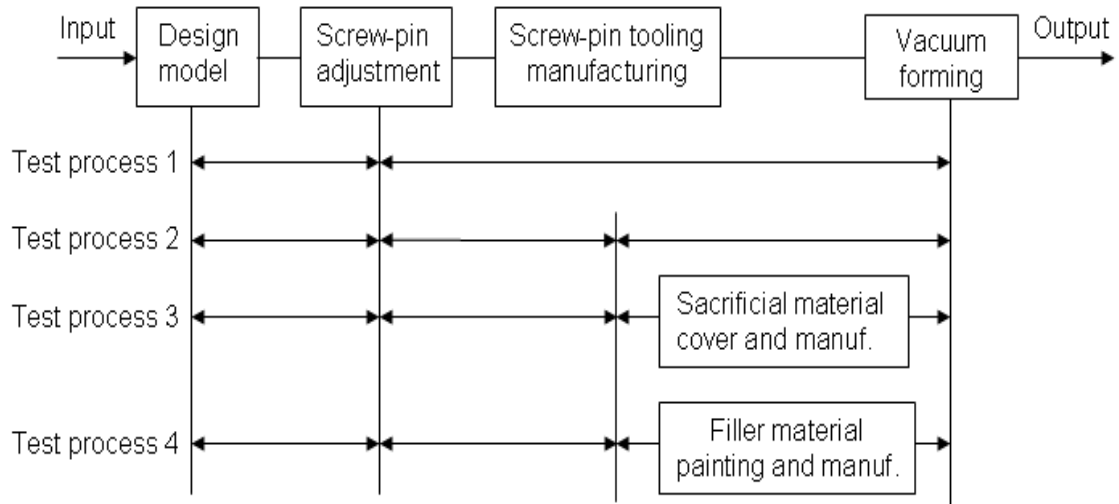 Input
Design
model
Screw-pin
adjustment
Screw-pin tooling
manufacturing
Vacuum
forming
Output
Test process 1
Test process 2
Test process 3
Sacrificial material
cover and manuf.
Test process 4
Filler material
painting and manuf.